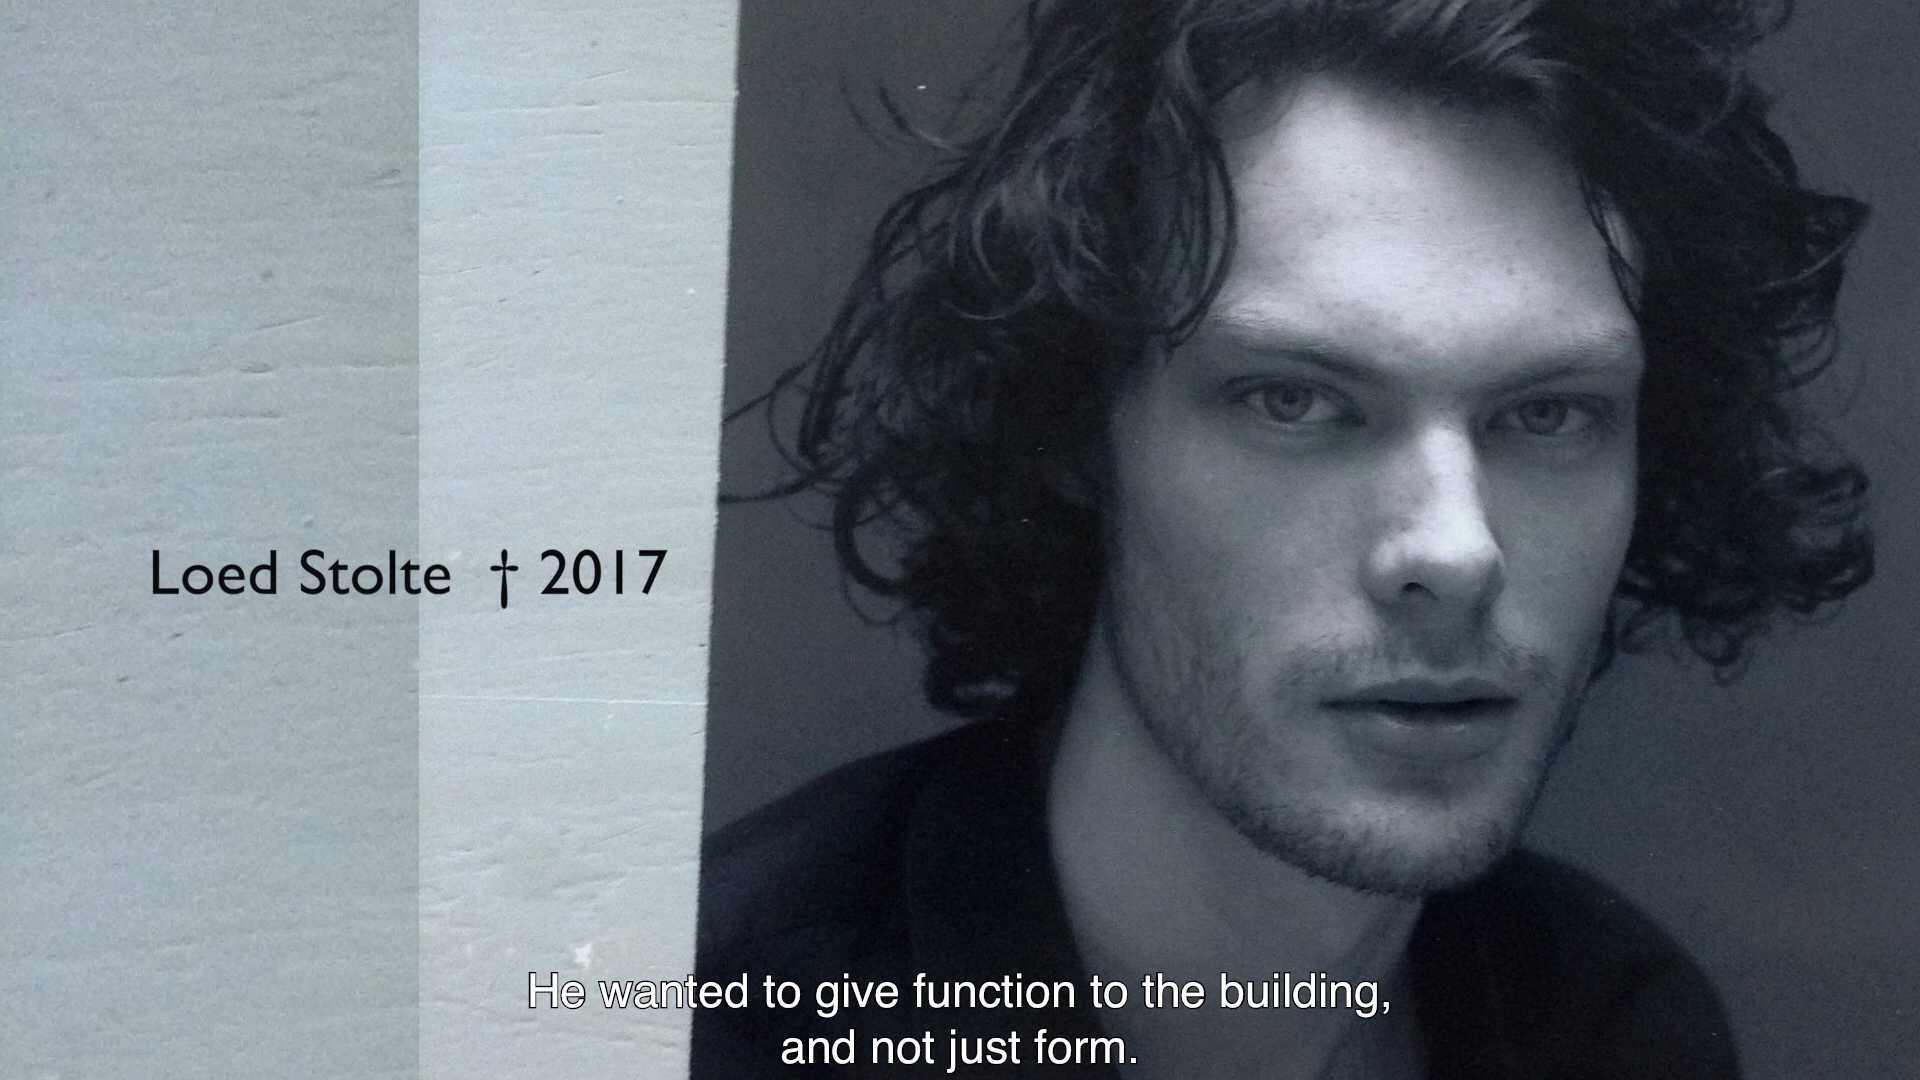 Loed Stolte † 2017
He wanted to give function to the building,
and not just form.